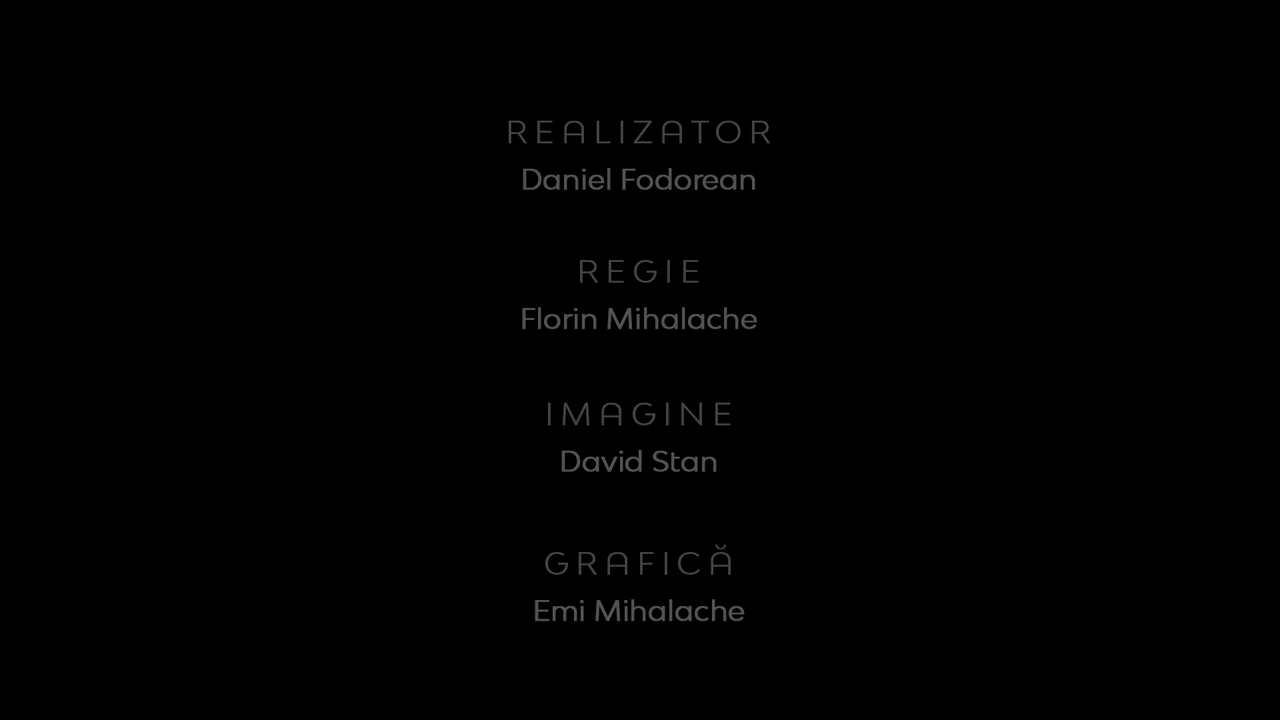 REALIZATOR
Daniel Fodorean
REGIE
Florin Mihalache
IMAGINE
David Stan
GRAFICĂ
Emi Mihalache